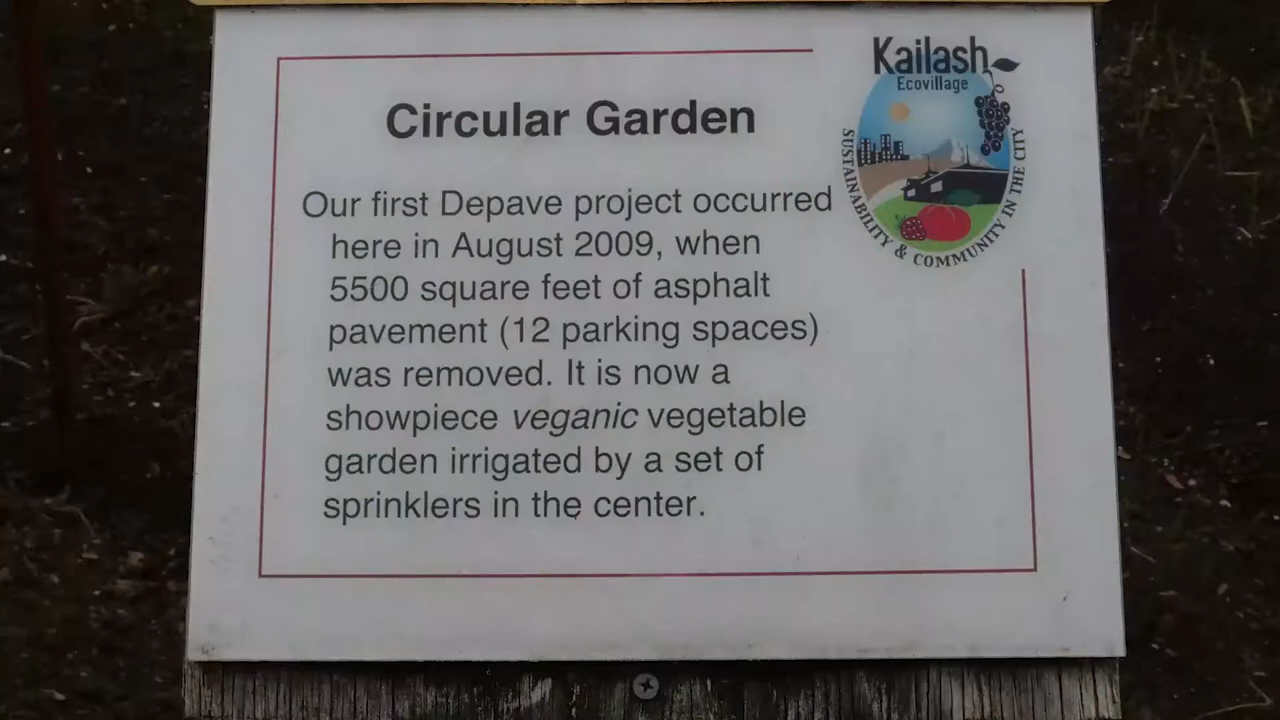 Kailash
Ecovillage
SUSTAINABILITY & COMMUNITY IN THE CITY
Circular Garden
Our first Depave project occurred
here in August 2009, when
5500 square feet of asphalt
pavement (12 parking spaces)
was removed. It is now a
showpiece veganic vegetable
garden irrigated by a set of
sprinklers in the center.